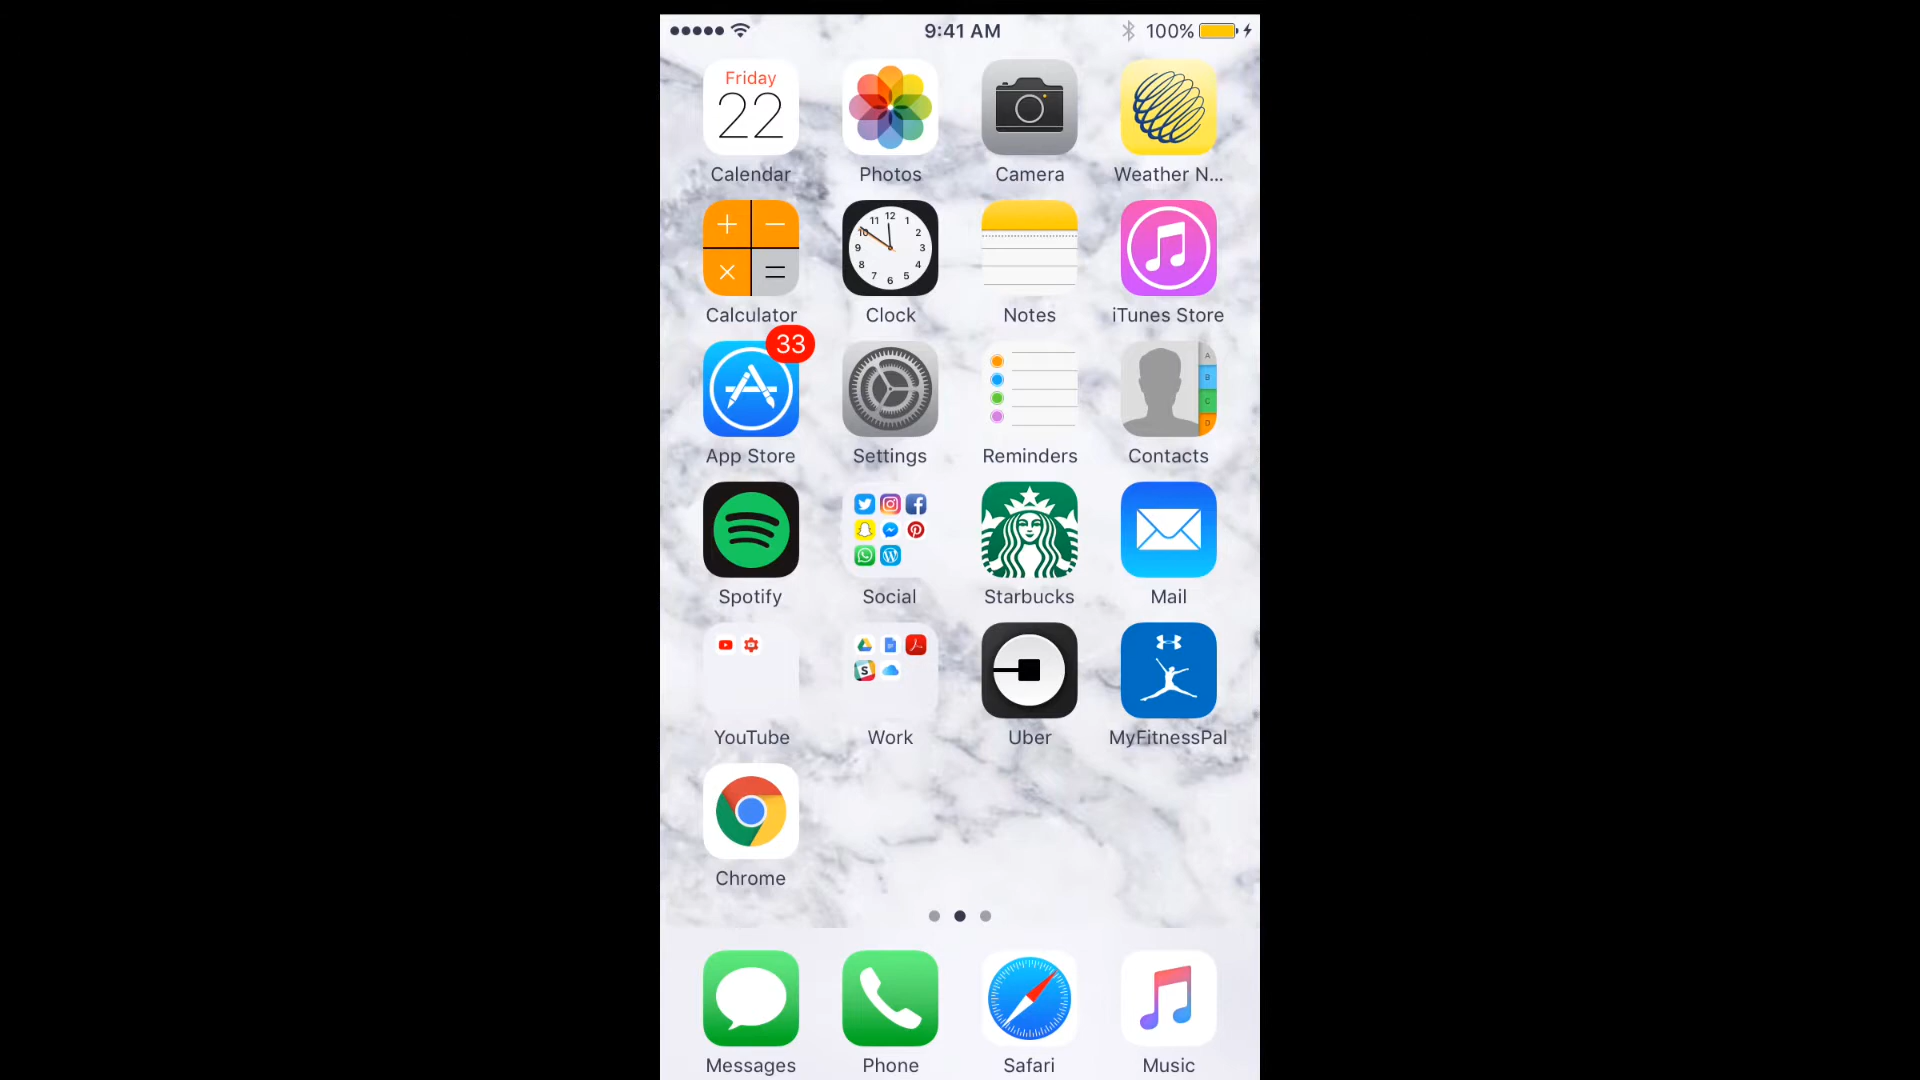 9:41 AM
100%
Friday
22
Calendar
Photos
Camera
Weather N...
Calculator
Clock
Notes
iTunes Store
33
App Store
Settings
Reminders
Contacts
Spotify
Social
Starbucks
Mail
YouTube
Work
Uber
MyFitnessPal
Chrome
Messages
Phone
Safari
Music